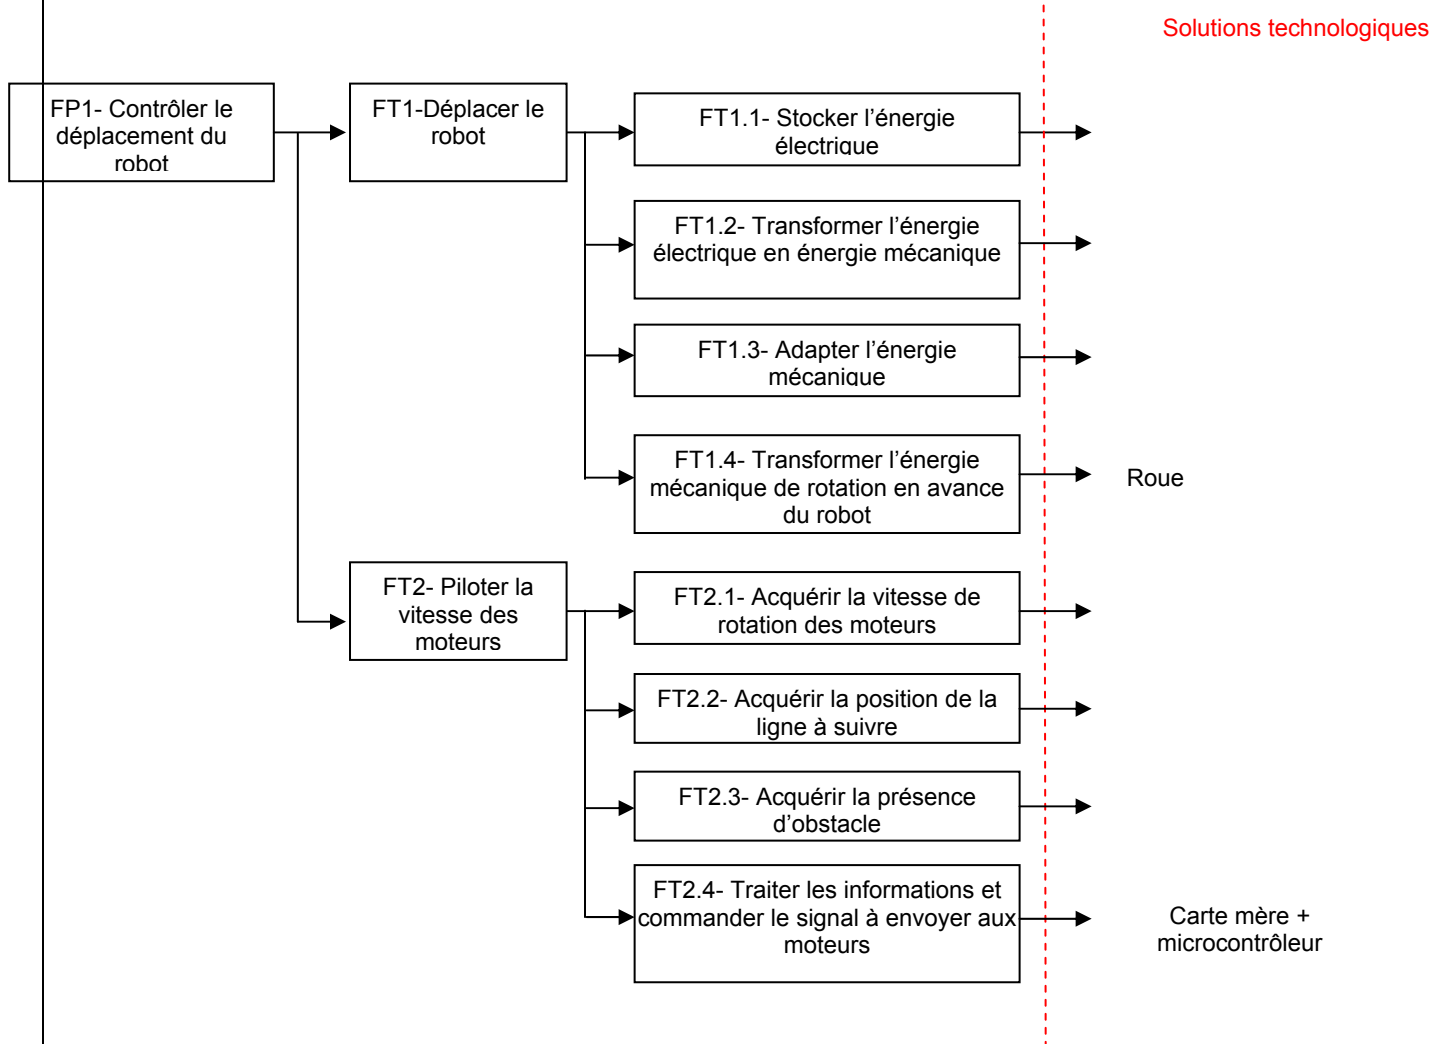 Solutions technologiques
FP1- Contrôler le
déplacement du
robot
FT1-Déplacer le
robot
FT1.1- Stocker l’énergie
électrique
FT1.2- Transformer l’énergie
électrique en énergie mécanique
FT1.3- Adapter l’énergie
mécanique
FT1.4- Transformer l’énergie
mécanique de rotation en avance
du robot
Roue
FT2- Piloter la
vitesse des
moteurs
FT2.1- Acquérir la vitesse de
rotation des moteurs
FT2.2- Acquérir la position de la
ligne à suivre
FT2.3- Acquérir la présence
d’obstacle
FT2.4- Traiter les informations et
commander le signal à envoyer aux
moteurs
Carte mère +
microcontrôleur